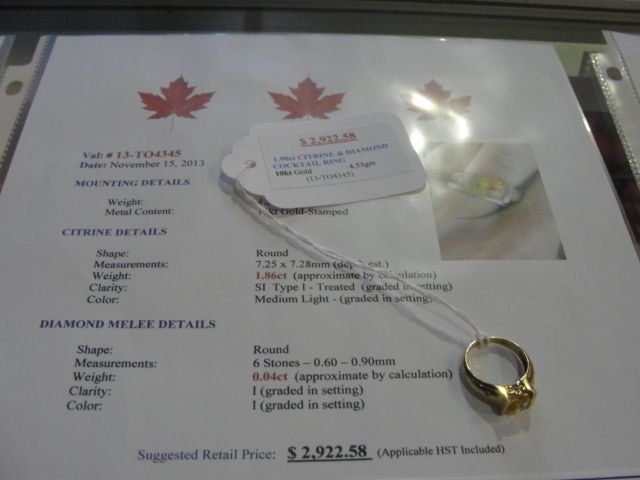 $ 2,922.58
1.90ct CITRINE & DIAMOND
COCKTAIL RING
10kt Gold 4.53gm
(13-TO4345)
Val: # 13-TO4345
Date: November 15, 2013
MOUNTING DETAILS
Weight:
Metal Content: Gold-Stamped
CITRINE DETAILS
Shape: Round
Measurements: 7.25 x 7.28mm (depth est.)
Weight: 1.86ct (approximate by calculation)
Clarity: SI Type I - Treated (graded in setting)
Color: Medium Light - (graded in setting)
DIAMOND MELEE DETAILS
Shape: Round
Measurements: 6 Stones – 0.60 – 0.90mm
Weight: 0.04ct (approximate by calculation)
Clarity: I (graded in setting)
Color: I (graded in setting)
Suggested Retail Price: $ 2,922.58 (Applicable HST Included)